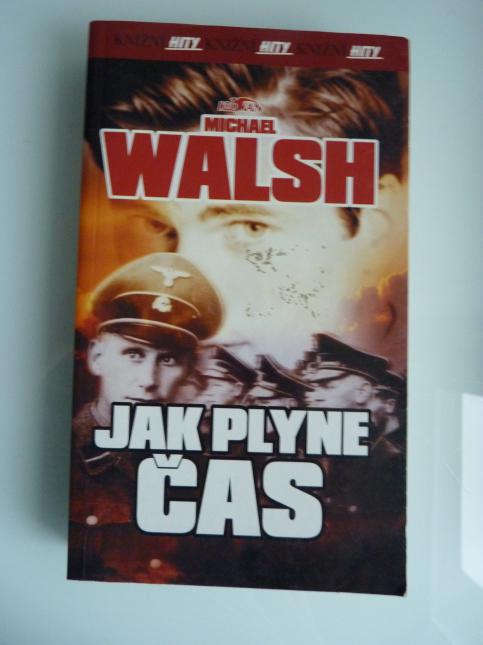 KNIŽNÍ HITY KNIŽNÍ HITY KNIŽNÍ HITY
MICHAEL
WALSH
JAK PLYNE
ČAS